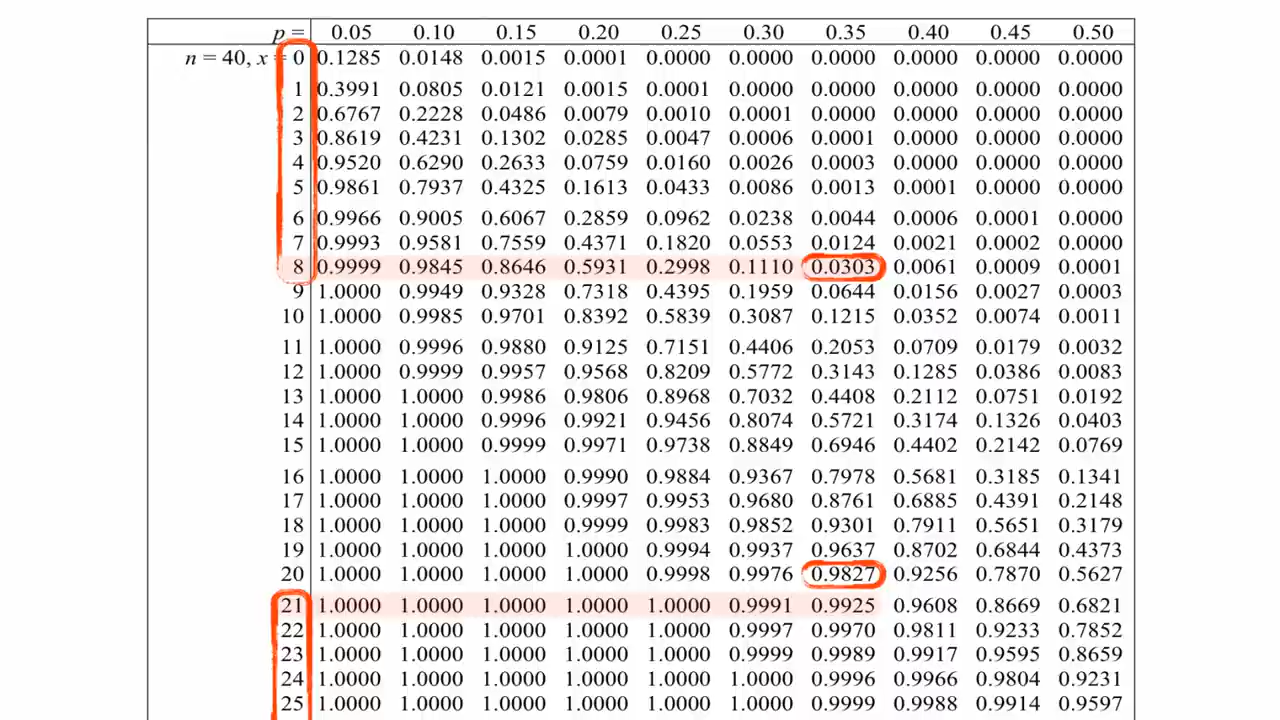 p = 0.05 0.10 0.15 0.20 0.25 0.30 0.35 0.40 0.45 0.50
n = 40, x = 0 0.1285 0.0148 0.0015 0.0001 0.0000 0.0000 0.0000 0.0000 0.0000 0.0000
1 0.3991 0.0805 0.0121 0.0015 0.0001 0.0000 0.0000 0.0000 0.0000 0.0000
2 0.6767 0.2228 0.0486 0.0079 0.0010 0.0001 0.0000 0.0000 0.0000 0.0000
3 0.8619 0.4231 0.1302 0.0285 0.0047 0.0006 0.0001 0.0000 0.0000 0.0000
4 0.9520 0.6290 0.2633 0.0759 0.0160 0.0026 0.0003 0.0000 0.0000 0.0000
5 0.9861 0.7937 0.4325 0.1613 0.0433 0.0086 0.0013 0.0001 0.0000 0.0000
6 0.9966 0.9005 0.6067 0.2859 0.0962 0.0238 0.0044 0.0006 0.0001 0.0000
7 0.9993 0.9581 0.7559 0.4371 0.1820 0.0553 0.0124 0.0021 0.0002 0.0000
8 0.9999 0.9845 0.8646 0.5931 0.2998 0.1110 0.0303 0.0061 0.0009 0.0001
9 1.0000 0.9949 0.9328 0.7318 0.4395 0.1959 0.0644 0.0156 0.0027 0.0003
10 1.0000 0.9985 0.9701 0.8392 0.5839 0.3087 0.1215 0.0352 0.0074 0.0011
11 1.0000 0.9996 0.9880 0.9125 0.7151 0.4406 0.2053 0.0709 0.0179 0.0032
12 1.0000 0.9999 0.9957 0.9568 0.8209 0.5772 0.3143 0.1285 0.0386 0.0083
13 1.0000 1.0000 0.9986 0.9806 0.8968 0.7032 0.4408 0.2112 0.0751 0.0192
14 1.0000 1.0000 0.9996 0.9921 0.9456 0.8074 0.5721 0.3174 0.1326 0.0403
15 1.0000 1.0000 0.9999 0.9971 0.9738 0.8849 0.6946 0.4402 0.2142 0.0769
16 1.0000 1.0000 1.0000 0.9990 0.9884 0.9367 0.7978 0.5681 0.3185 0.1341
17 1.0000 1.0000 1.0000 0.9997 0.9953 0.9680 0.8761 0.6885 0.4391 0.2148
18 1.0000 1.0000 1.0000 0.9999 0.9983 0.9852 0.9301 0.7911 0.5651 0.3179
19 1.0000 1.0000 1.0000 1.0000 0.9994 0.9937 0.9637 0.8702 0.6844 0.4373
20 1.0000 1.0000 1.0000 1.0000 0.9998 0.9976 0.9827 0.9256 0.7870 0.5627
21 1.0000 1.0000 1.0000 1.0000 1.0000 0.9991 0.9925 0.9608 0.8669 0.6821
22 1.0000 1.0000 1.0000 1.0000 1.0000 0.9997 0.9970 0.9811 0.9233 0.7852
23 1.0000 1.0000 1.0000 1.0000 1.0000 0.9999 0.9989 0.9917 0.9595 0.8659
24 1.0000 1.0000 1.0000 1.0000 1.0000 1.0000 0.9996 0.9966 0.9804 0.9231
25 1.0000 1.0000 1.0000 1.0000 1.0000 1.0000 0.9999 0.9988 0.9914 0.9597